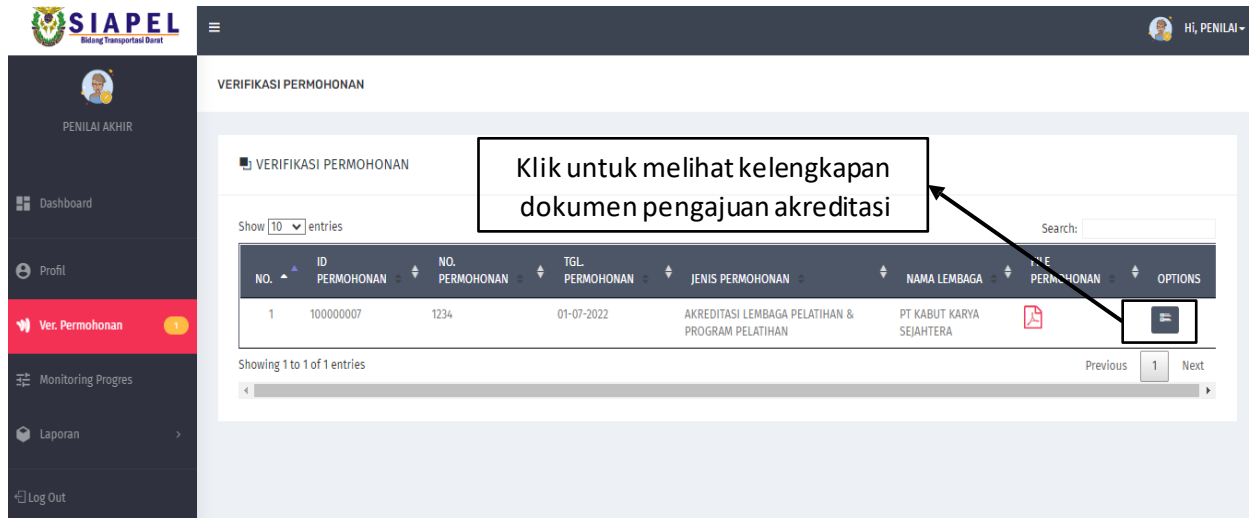 SIAPEL
Bidang Transportasi Darat
Hi, PENILAI
PENILAI AKHIR
Dashboard
Profil
Ver. Permohonan 1
Monitoring Progres
Laporan
Log Out
VERIFIKASI PERMOHONAN
VERIFIKASI PERMOHONAN
Klik untuk melihat kelengkapan
dokumen pengajuan akreditasi
Show 10 entries
Search:
NO. ID PERMOHONAN NO. PERMOHONAN TGL. PERMOHONAN JENIS PERMOHONAN NAMA LEMBAGA FILE PERMOHONAN OPTIONS
1 100000007 1234 01-07-2022 AKREDITASI LEMBAGA PELATIHAN & PT KABUT KARYA
PROGRAM PELATIHAN SEJAHTERA
Showing 1 to 1 of 1 entries
Previous 1 Next